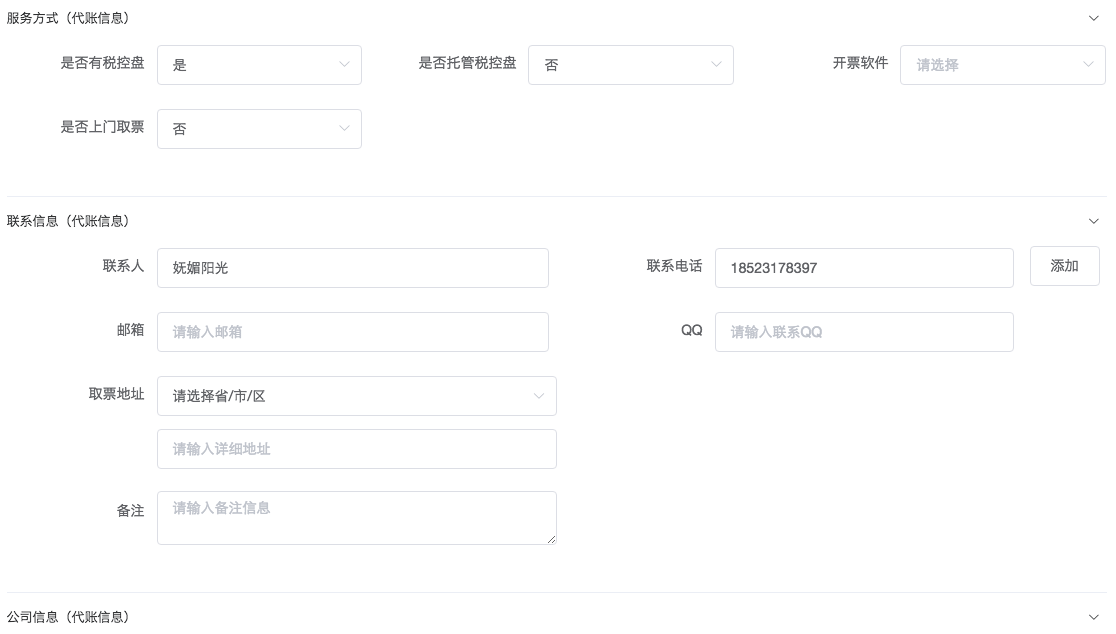 服务方式（代账信息）
是否有税控盘 是 是否托管税控盘 否 开票软件 请选择
是否上门取票 否
联系信息（代账信息）
联系人 妩媚阳光 联系电话 18523178397 添加
邮箱 请输入邮箱 QQ 请输入联系QQ
取票地址 请选择省/市/区
请输入详细地址
备注 请输入备注信息
公司信息（代账信息）